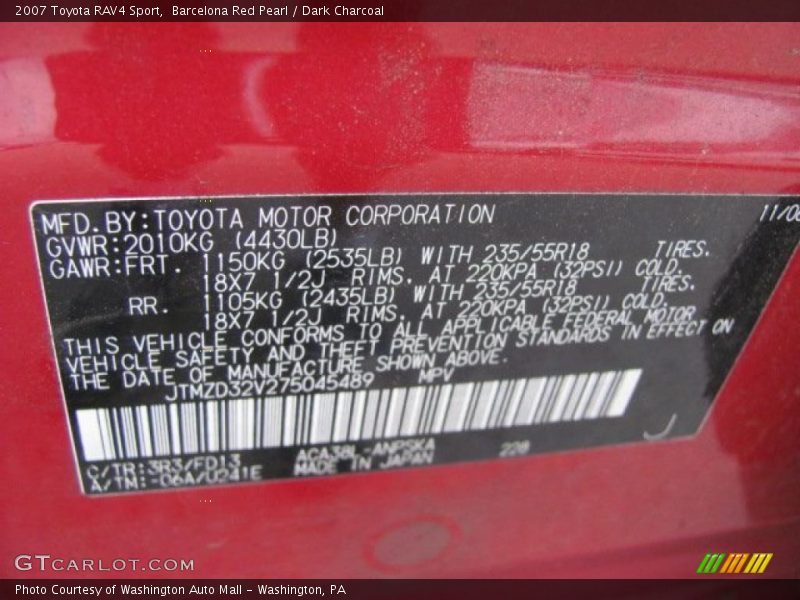 2007 Toyota RAV4 Sport, Barcelona Red Pearl / Dark Charcoal
MFD.BY:TOYOTA MOTOR CORPORATION 11/06
GVWR:2010KG (4430LB)
GAWR:FRT. 1150KG (2535LB) WITH 235/55R18 TIRES.
18X7 1/2J RIMS. AT 220KPA (32PSI) COLD.
RR. 1105KG (2435LB) WITH 235/55R18 TIRES.
18X7 1/2J RIMS. AT 220KPA (32PSI) COLD.
THIS VEHICLE CONFORMS TO ALL APPLICABLE FEDERAL MOTOR
VEHICLE SAFETY AND THEFT PREVENTION STANDARDS IN EFFECT ON
THE DATE OF MANUFACTURE SHOWN ABOVE.
JTMZD32V275045489 MPV
C/TR:3R3/FD13 ACA38L-ANPSKA 228
A/TM:-06A/U241E MADE IN JAPAN
GTCARLOT.COM
Photo Courtesy of Washington Auto Mall - Washington, PA